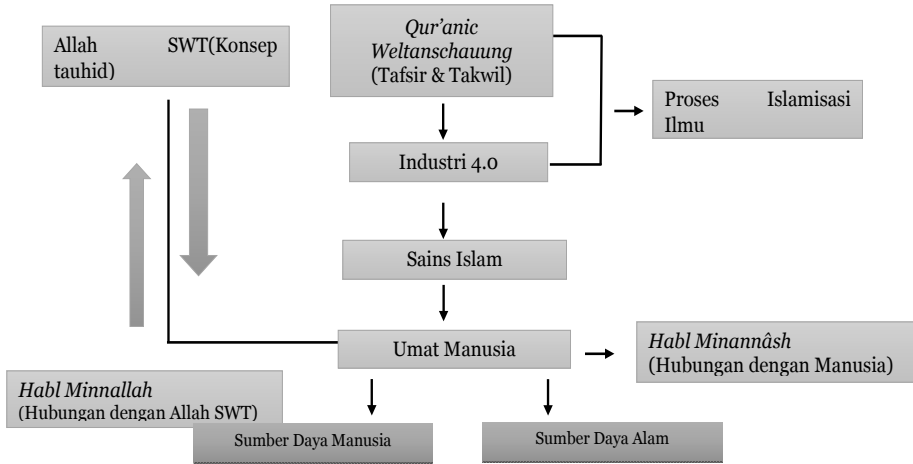 Allah SWT(Konsep
tauhid)
Qur’anic
Weltanschauung
(Tafsir & Takwil)
Proses Islamisasi
Ilmu
Industri 4.0
Sains Islam
Umat Manusia
Habl Minannâsh
(Hubungan dengan Manusia)
Habl Minnallah
(Hubungan dengan Allah SWT)
Sumber Daya Manusia
Sumber Daya Alam